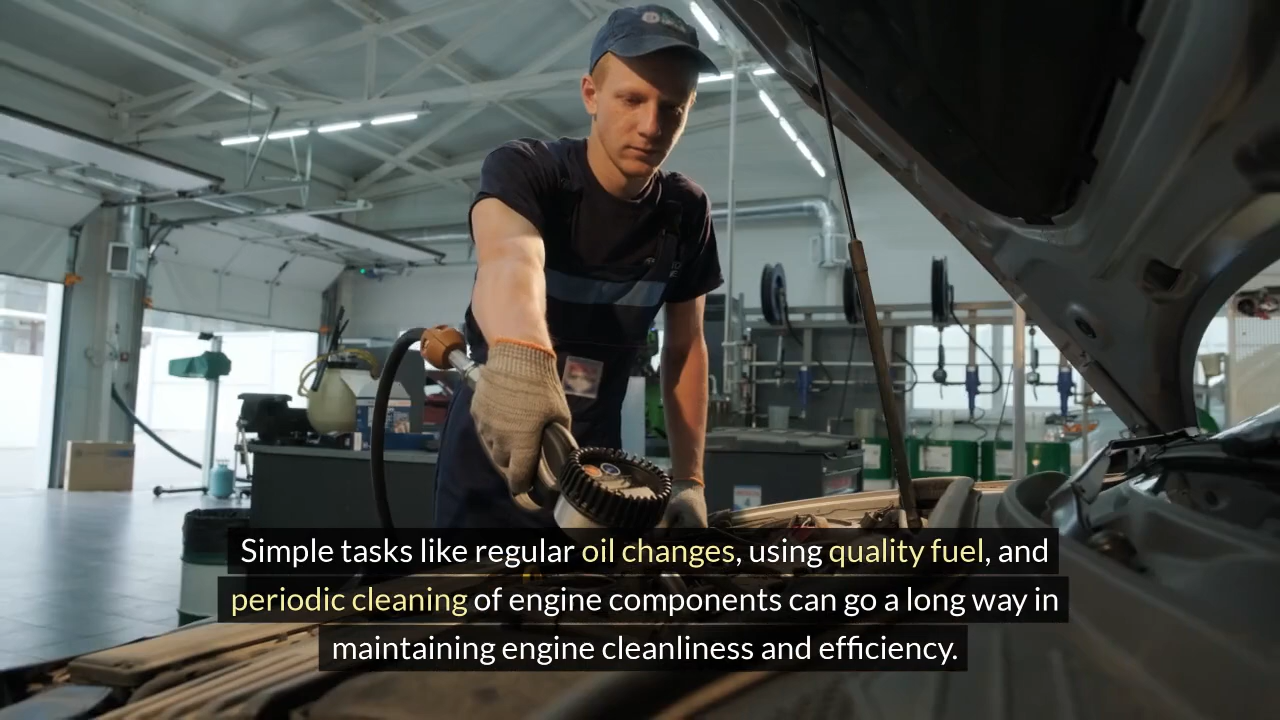 Simple tasks like regular oil changes, using quality fuel, and
periodic cleaning of engine components can go a long way in
maintaining engine cleanliness and efficiency.